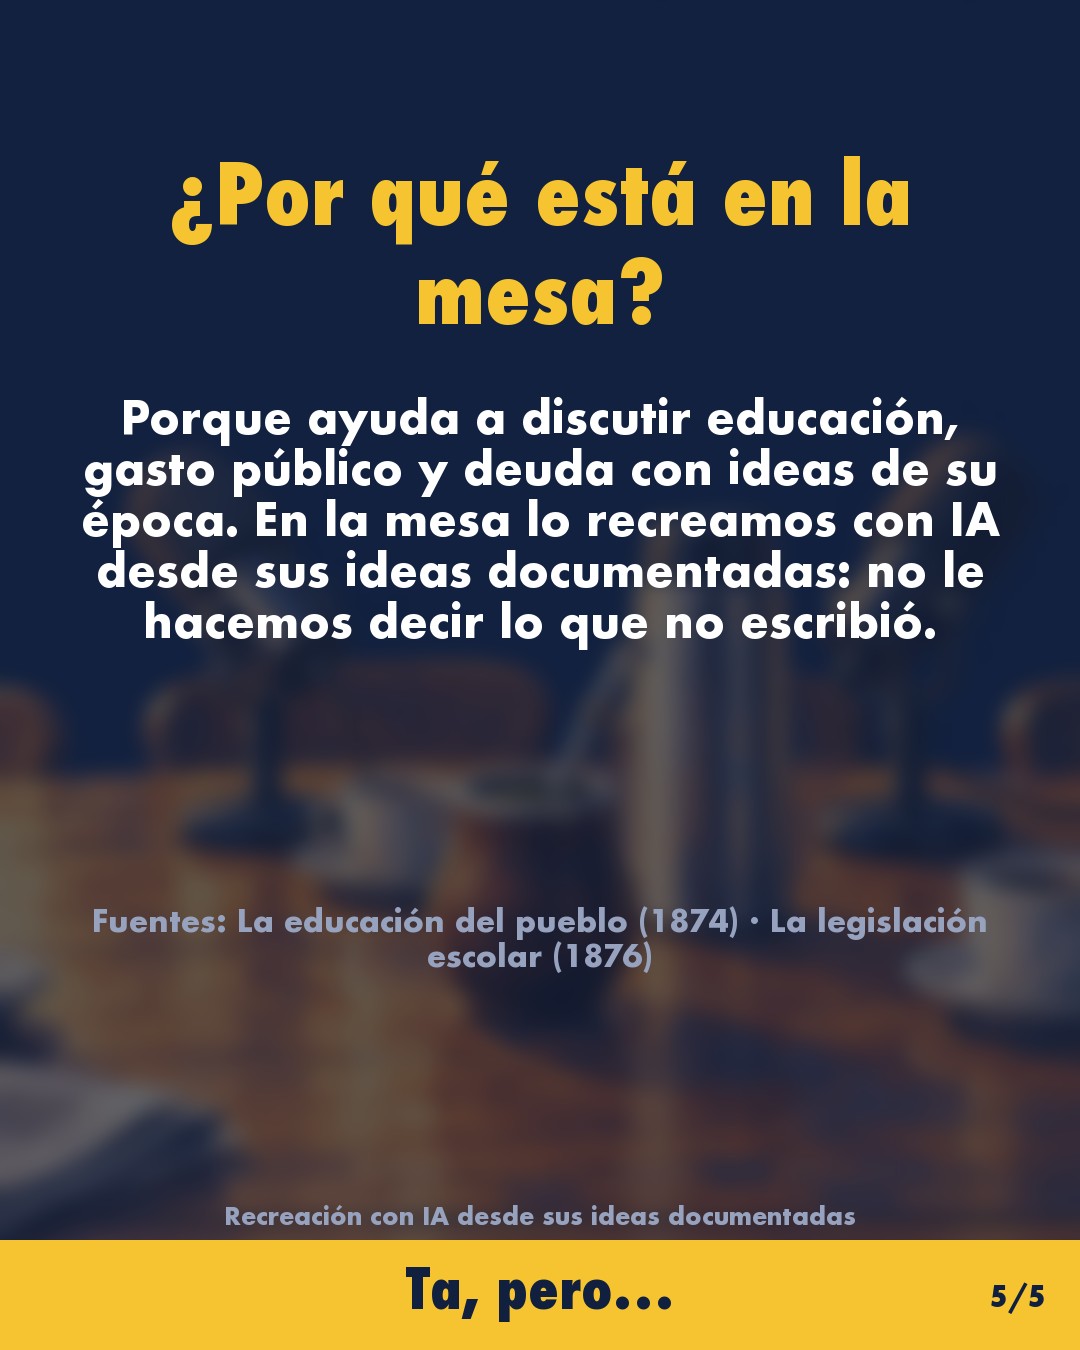 ¿Por qué está en la
mesa?
Porque ayuda a discutir educación,
gasto público y deuda con ideas de su
época. En la mesa lo recreamos con IA
desde sus ideas documentadas: no le
hacemos decir lo que no escribió.
Fuentes: La educación del pueblo (1874) · La legislación
escolar (1876)
Recreación con IA desde sus ideas documentadas
Ta, pero...
5/5